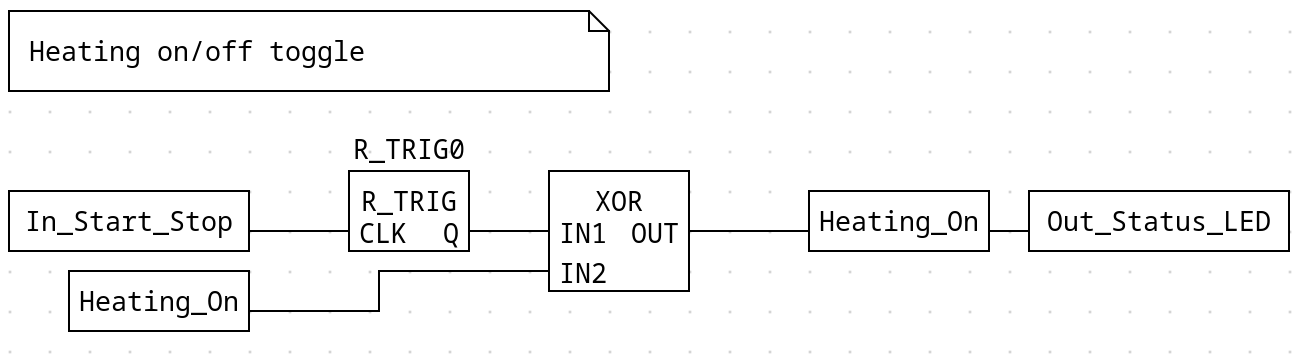 Heating on/off toggle
R_TRIG0
R_TRIG
CLK Q
XOR
IN1 OUT
IN2
In_Start_Stop
Heating_On
Heating_On
Out_Status_LED